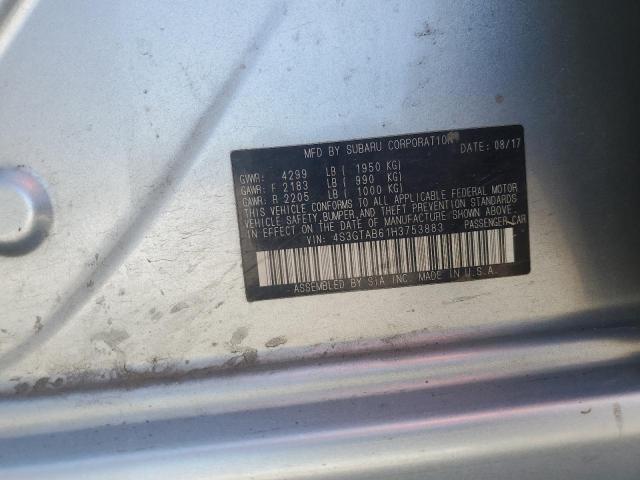 MFD BY SUBARU CORPORATION DATE: 08/17
GVWR: 4299 LB ( 1950 KG)
GAWR: F 2183 LB ( 990 KG)
GAWR: R 2205 LB ( 1000 KG)
THIS VEHICLE CONFORMS TO ALL APPLICABLE FEDERAL MOTOR
VEHICLE SAFETY,BUMPER,AND THEFT PREVENTION STANDARDS
IN EFFECT ON THE DATE OF MANUFACTURE SHOWN ABOVE.
VIN: 4S3GTAB61H3753883 PASSENGER CAR
ASSEMBLED BY SIA INC. MADE IN U.S.A.